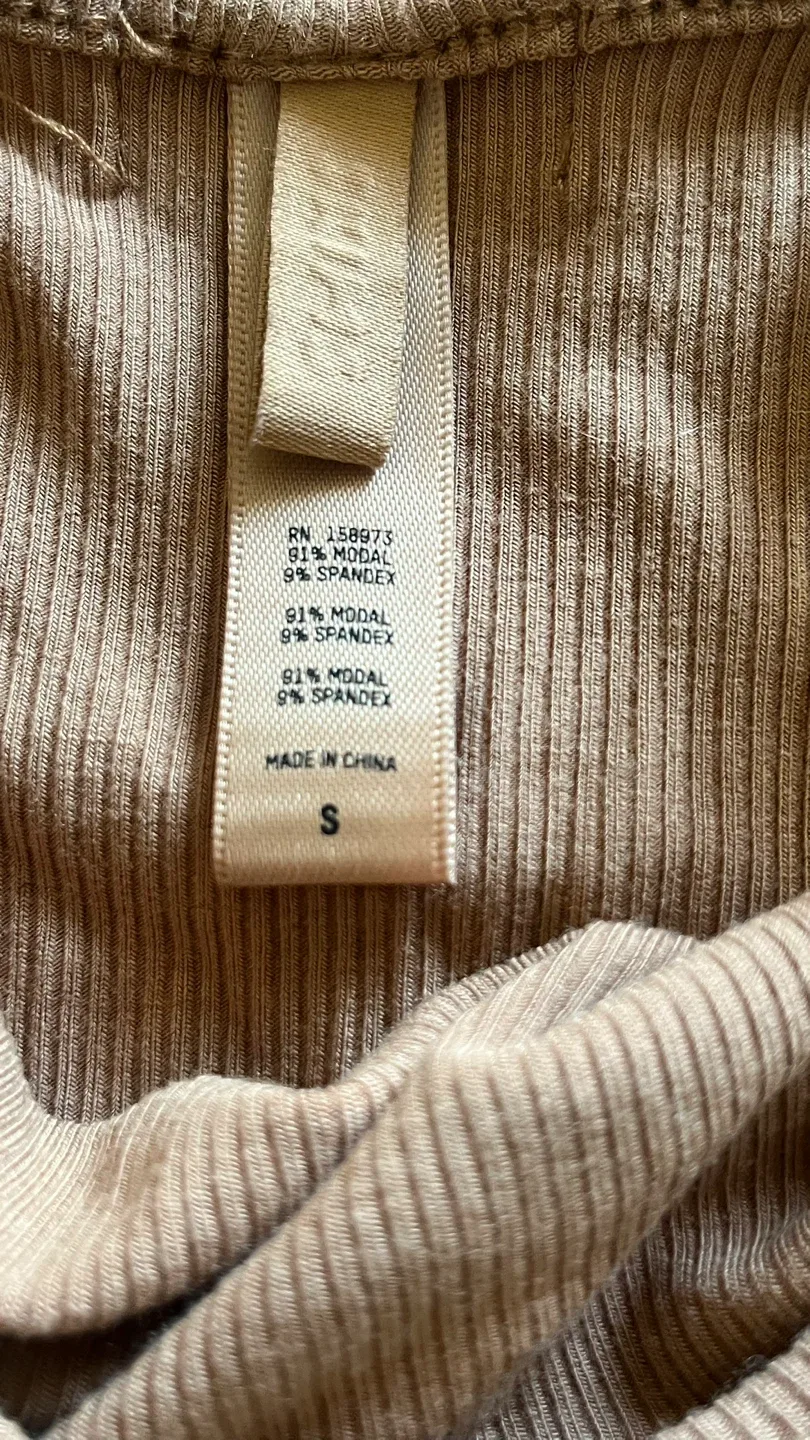 RN 158973
91% MODAL
9% SPANDEX
91% MODAL
9% SPANDEX
91% MODAL
9% SPANDEX
MADE IN CHINA
S